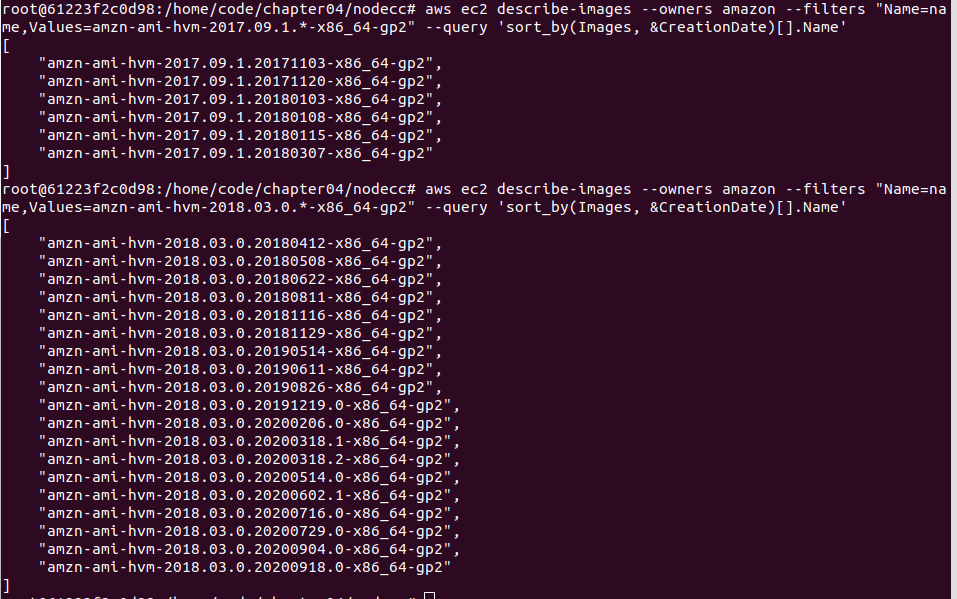 root@61223f2c0d98:/home/code/chapter04/nodecc# aws ec2 describe-images --owners amazon --filters "Name=na
me,Values=amzn-ami-hvm-2017.09.1.*-x86_64-gp2" --query 'sort_by(Images, &CreationDate)[].Name'
[
    "amzn-ami-hvm-2017.09.1.20171103-x86_64-gp2",
    "amzn-ami-hvm-2017.09.1.20171120-x86_64-gp2",
    "amzn-ami-hvm-2017.09.1.20180103-x86_64-gp2",
    "amzn-ami-hvm-2017.09.1.20180108-x86_64-gp2",
    "amzn-ami-hvm-2017.09.1.20180115-x86_64-gp2",
    "amzn-ami-hvm-2017.09.1.20180307-x86_64-gp2"
]
root@61223f2c0d98:/home/code/chapter04/nodecc# aws ec2 describe-images --owners amazon --filters "Name=na
me,Values=amzn-ami-hvm-2018.03.0.*-x86_64-gp2" --query 'sort_by(Images, &CreationDate)[].Name'
[
    "amzn-ami-hvm-2018.03.0.20180412-x86_64-gp2",
    "amzn-ami-hvm-2018.03.0.20180508-x86_64-gp2",
    "amzn-ami-hvm-2018.03.0.20180622-x86_64-gp2",
    "amzn-ami-hvm-2018.03.0.20180811-x86_64-gp2",
    "amzn-ami-hvm-2018.03.0.20181116-x86_64-gp2",
    "amzn-ami-hvm-2018.03.0.20181129-x86_64-gp2",
    "amzn-ami-hvm-2018.03.0.20190514-x86_64-gp2",
    "amzn-ami-hvm-2018.03.0.20190611-x86_64-gp2",
    "amzn-ami-hvm-2018.03.0.20190826-x86_64-gp2",
    "amzn-ami-hvm-2018.03.0.20191219.0-x86_64-gp2",
    "amzn-ami-hvm-2018.03.0.20200206.0-x86_64-gp2",
    "amzn-ami-hvm-2018.03.0.20200318.1-x86_64-gp2",
    "amzn-ami-hvm-2018.03.0.20200318.2-x86_64-gp2",
    "amzn-ami-hvm-2018.03.0.20200514.0-x86_64-gp2",
    "amzn-ami-hvm-2018.03.0.20200602.1-x86_64-gp2",
    "amzn-ami-hvm-2018.03.0.20200716.0-x86_64-gp2",
    "amzn-ami-hvm-2018.03.0.20200729.0-x86_64-gp2",
    "amzn-ami-hvm-2018.03.0.20200904.0-x86_64-gp2",
    "amzn-ami-hvm-2018.03.0.20200918.0-x86_64-gp2"
]